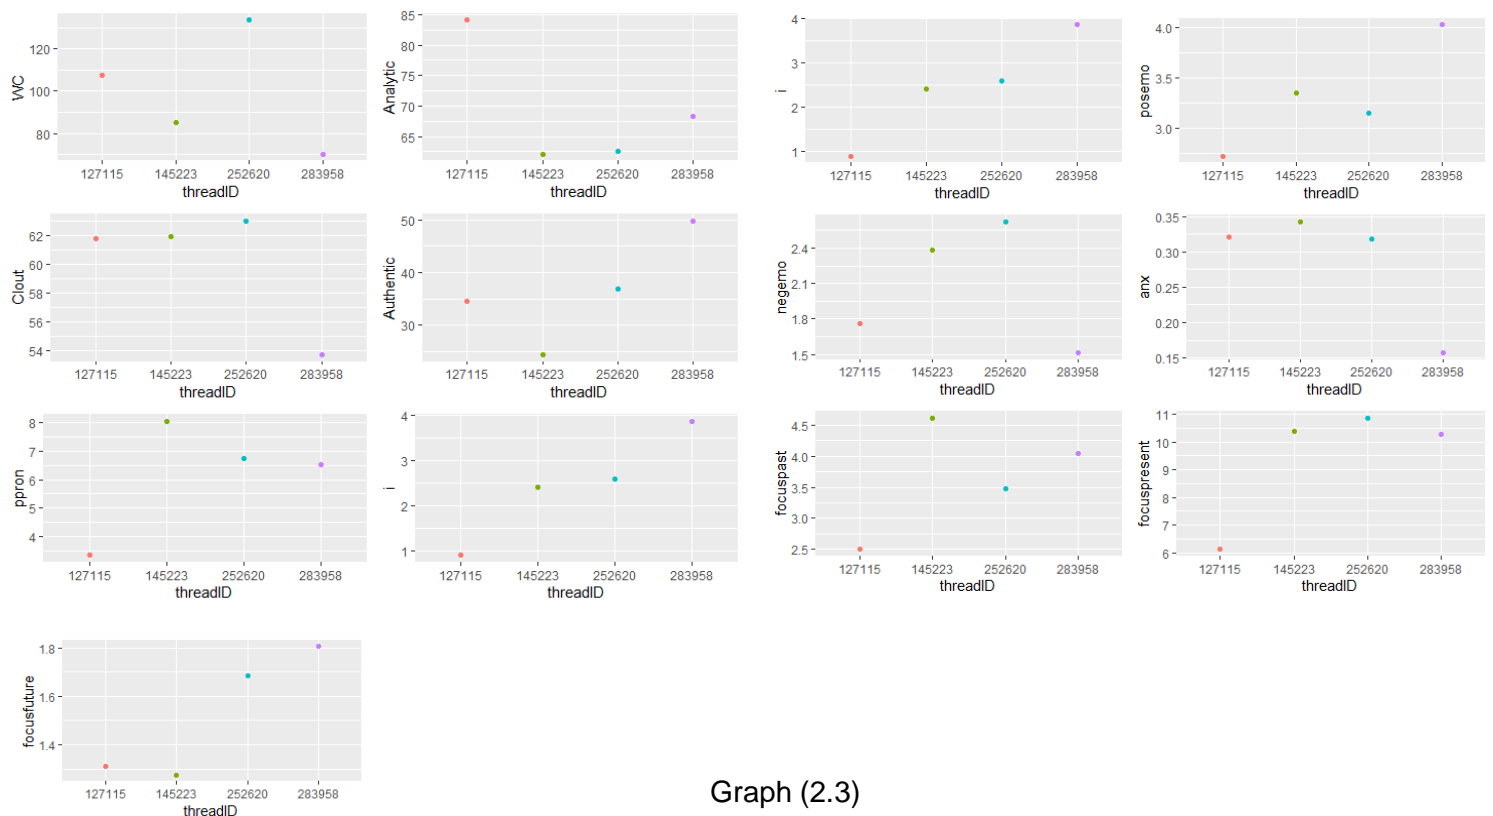 WC
120
100
80
127115 145223 252620 283958
threadID
Analytic
85
80
75
70
65
127115 145223 252620 283958
threadID
i
4
3
2
1
127115 145223 252620 283958
threadID
posemo
4.0
3.5
3.0
127115 145223 252620 283958
threadID
Clout
62
60
58
56
54
127115 145223 252620 283958
threadID
Authentic
50
40
30
127115 145223 252620 283958
threadID
negemo
2.4
2.1
1.8
1.5
127115 145223 252620 283958
threadID
anx
0.35
0.30
0.25
0.20
0.15
127115 145223 252620 283958
threadID
ppron
8
7
6
5
4
127115 145223 252620 283958
threadID
i
4
3
2
1
127115 145223 252620 283958
threadID
focuspast
4.5
4.0
3.5
3.0
2.5
127115 145223 252620 283958
threadID
focuspresent
11
10
9
8
7
6
127115 145223 252620 283958
threadID
focusfuture
1.8
1.6
1.4
127115 145223 252620 283958
threadID
Graph (2.3)